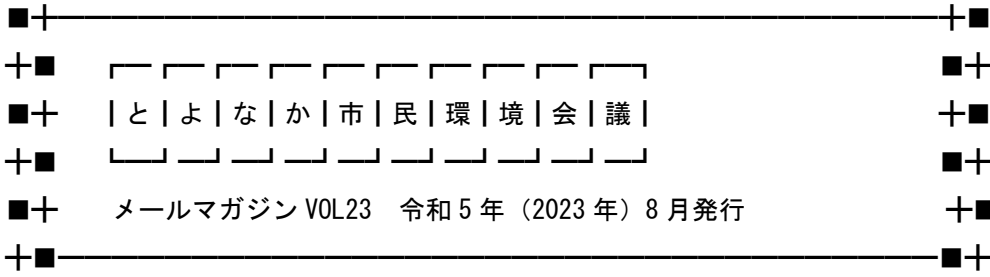 ■＋――――――――――――――――――――――――――――――――――＋■
＋■　┏━┏━┏━┏━┏━┏━┏━┏━┏━┏━┓　■＋
■＋　┃と┃よ┃な┃か┃市┃民┃環┃境┃会┃議┃　＋■
＋■　┗━┛━┛━┛━┛━┛━┛━┛━┛━┛━┛　■＋
■＋　メールマガジン VOL23　令和 5 年（2023 年）8 月発行　＋■
＋■――――――――――――――――――――――――――――――――――■＋